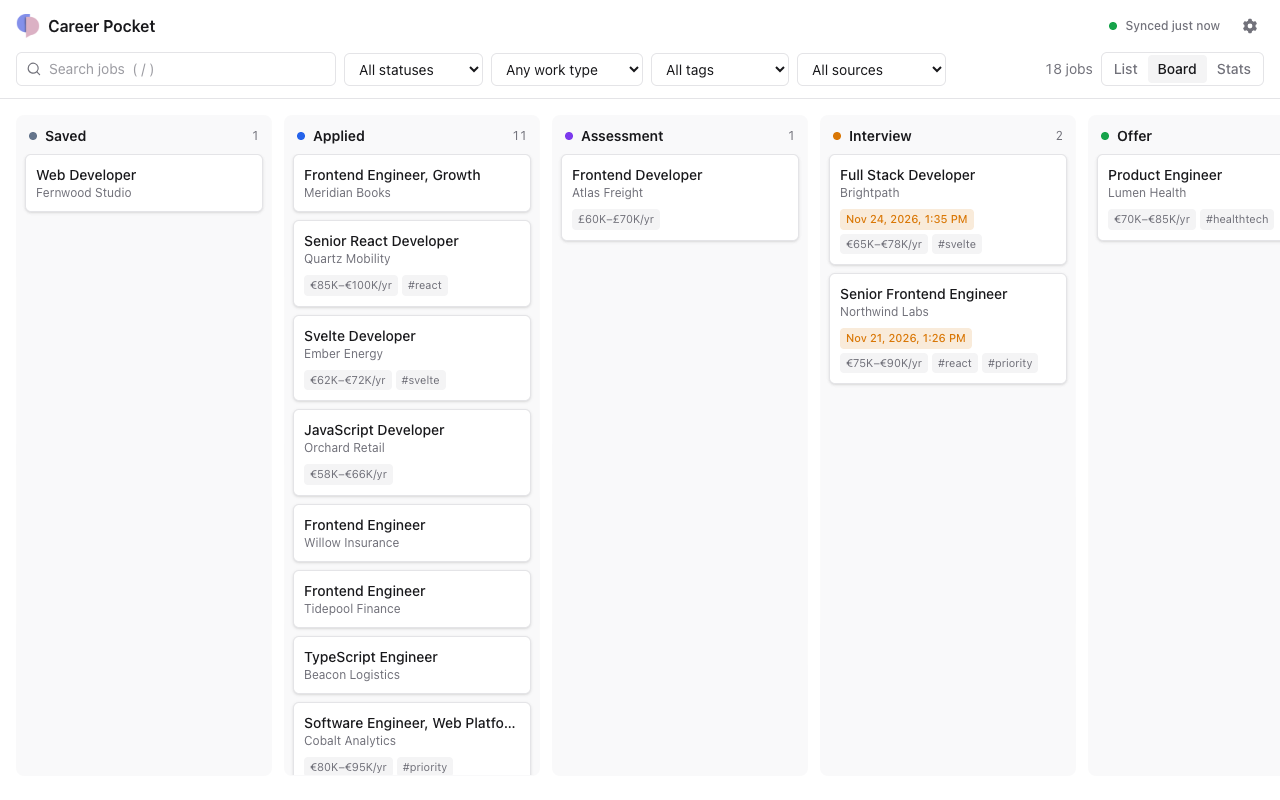 Career Pocket
Synced just now
Search jobs ( / )
All statuses
Any work type
All tags
All sources
18 jobs
List
Board
Stats
Saved
1
Web Developer
Fernwood Studio
Applied
11
Frontend Engineer, Growth
Meridian Books
Senior React Developer
Quartz Mobility
€85K–€100K/yr
#react
Svelte Developer
Ember Energy
€62K–€72K/yr
#svelte
JavaScript Developer
Orchard Retail
€58K–€66K/yr
Frontend Engineer
Willow Insurance
Frontend Engineer
Tidepool Finance
TypeScript Engineer
Beacon Logistics
Software Engineer, Web Platfo...
Cobalt Analytics
€80K–€95K/yr
#priority
Assessment
1
Frontend Developer
Atlas Freight
£60K–£70K/yr
Interview
2
Full Stack Developer
Brightpath
Nov 24, 2026, 1:35 PM
€65K–€78K/yr
#svelte
Senior Frontend Engineer
Northwind Labs
Nov 21, 2026, 1:26 PM
€75K–€90K/yr
#react
#priority
Offer
Product Engineer
Lumen Health
€70K–€85K/yr
#healthtech